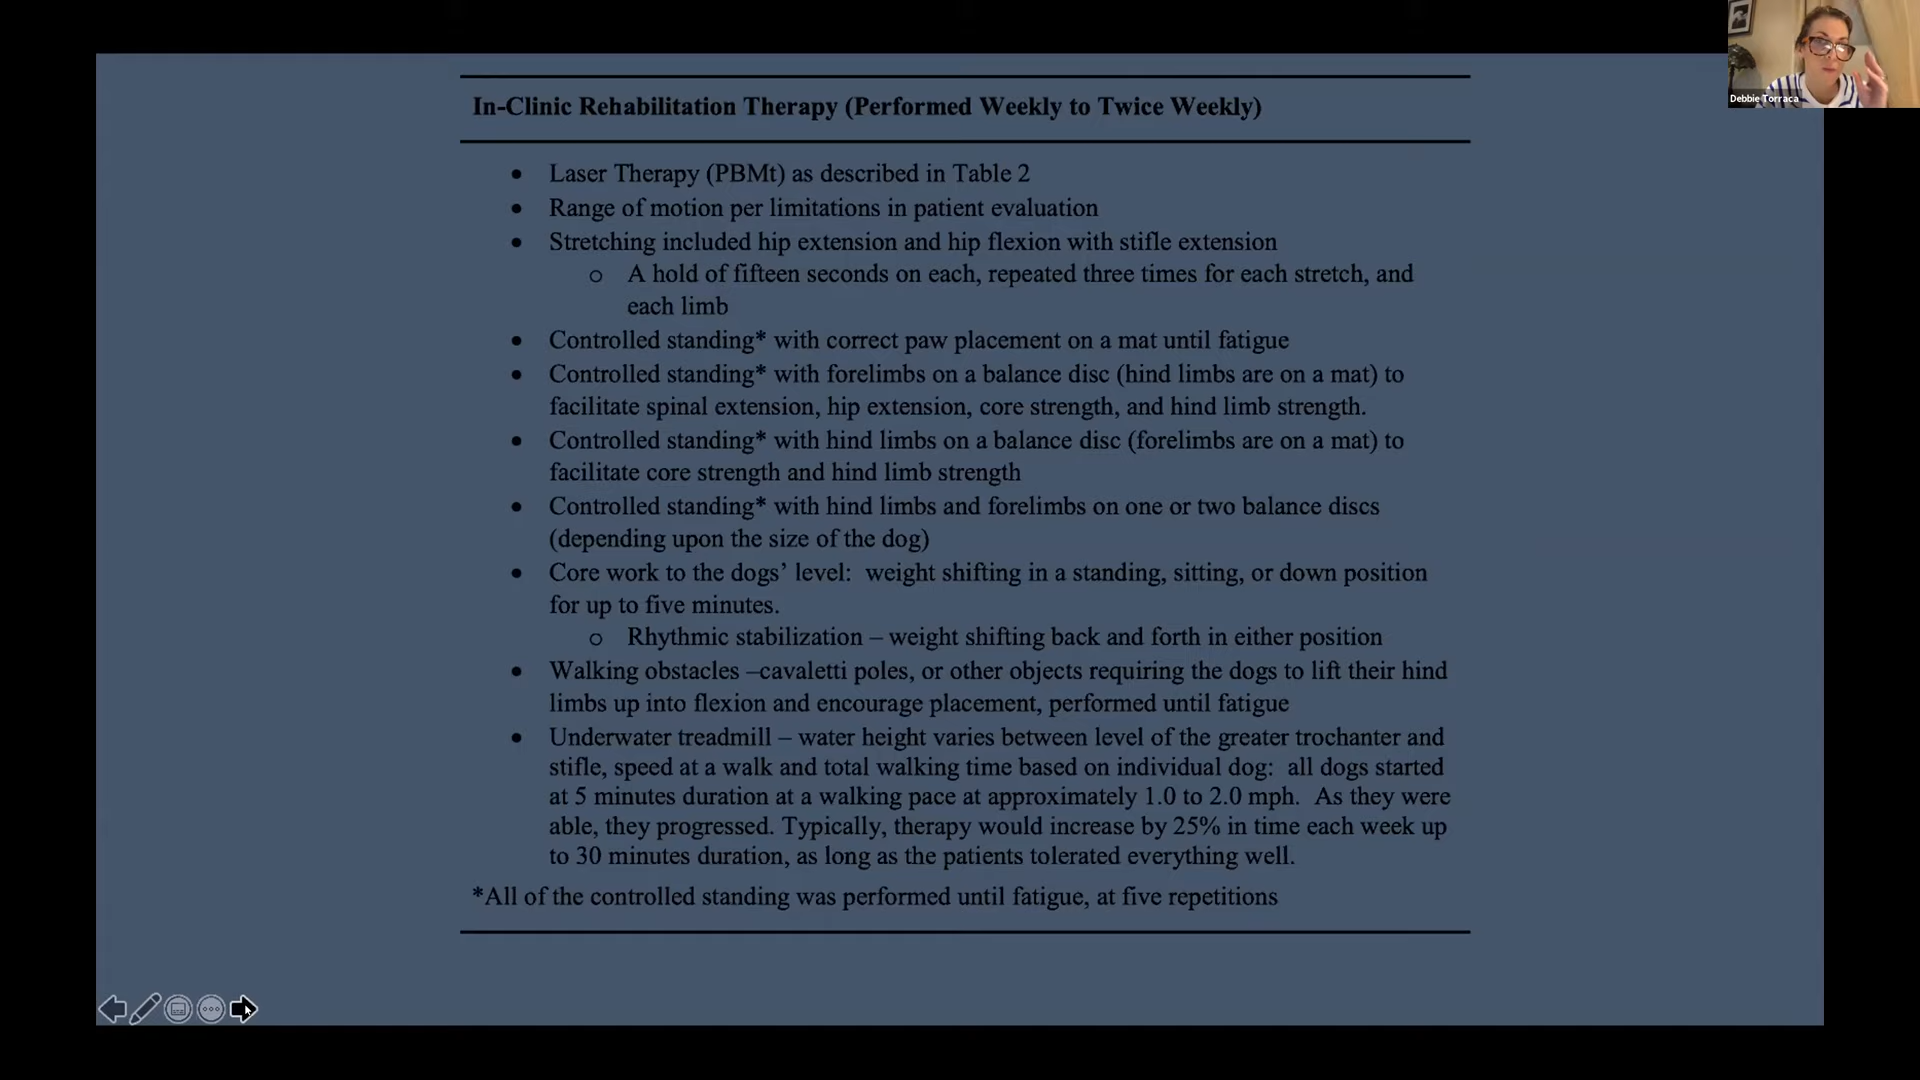 In-Clinic Rehabilitation Therapy (Performed Weekly to Twice Weekly)
• Laser Therapy (PBMt) as described in Table 2
• Range of motion per limitations in patient evaluation
• Stretching included hip extension and hip flexion with stifle extension
o A hold of fifteen seconds on each, repeated three times for each stretch, and
each limb
• Controlled standing* with correct paw placement on a mat until fatigue
• Controlled standing* with forelimbs on a balance disc (hind limbs are on a mat) to
facilitate spinal extension, hip extension, core strength, and hind limb strength.
• Controlled standing* with hind limbs on a balance disc (forelimbs are on a mat) to
facilitate core strength and hind limb strength
• Controlled standing* with hind limbs and forelimbs on one or two balance discs
(depending upon the size of the dog)
• Core work to the dogs’ level:  weight shifting in a standing, sitting, or down position
for up to five minutes.
o Rhythmic stabilization – weight shifting back and forth in either position
• Walking obstacles –cavaletti poles, or other objects requiring the dogs to lift their hind
limbs up into flexion and encourage placement, performed until fatigue
• Underwater treadmill – water height varies between level of the greater trochanter and
stifle, speed at a walk and total walking time based on individual dog:  all dogs started
at 5 minutes duration at a walking pace at approximately 1.0 to 2.0 mph.  As they were
able, they progressed. Typically, therapy would increase by 25% in time each week up
to 30 minutes duration, as long as the patients tolerated everything well.
*All of the controlled standing was performed until fatigue, at five repetitions
Debbie Torraca